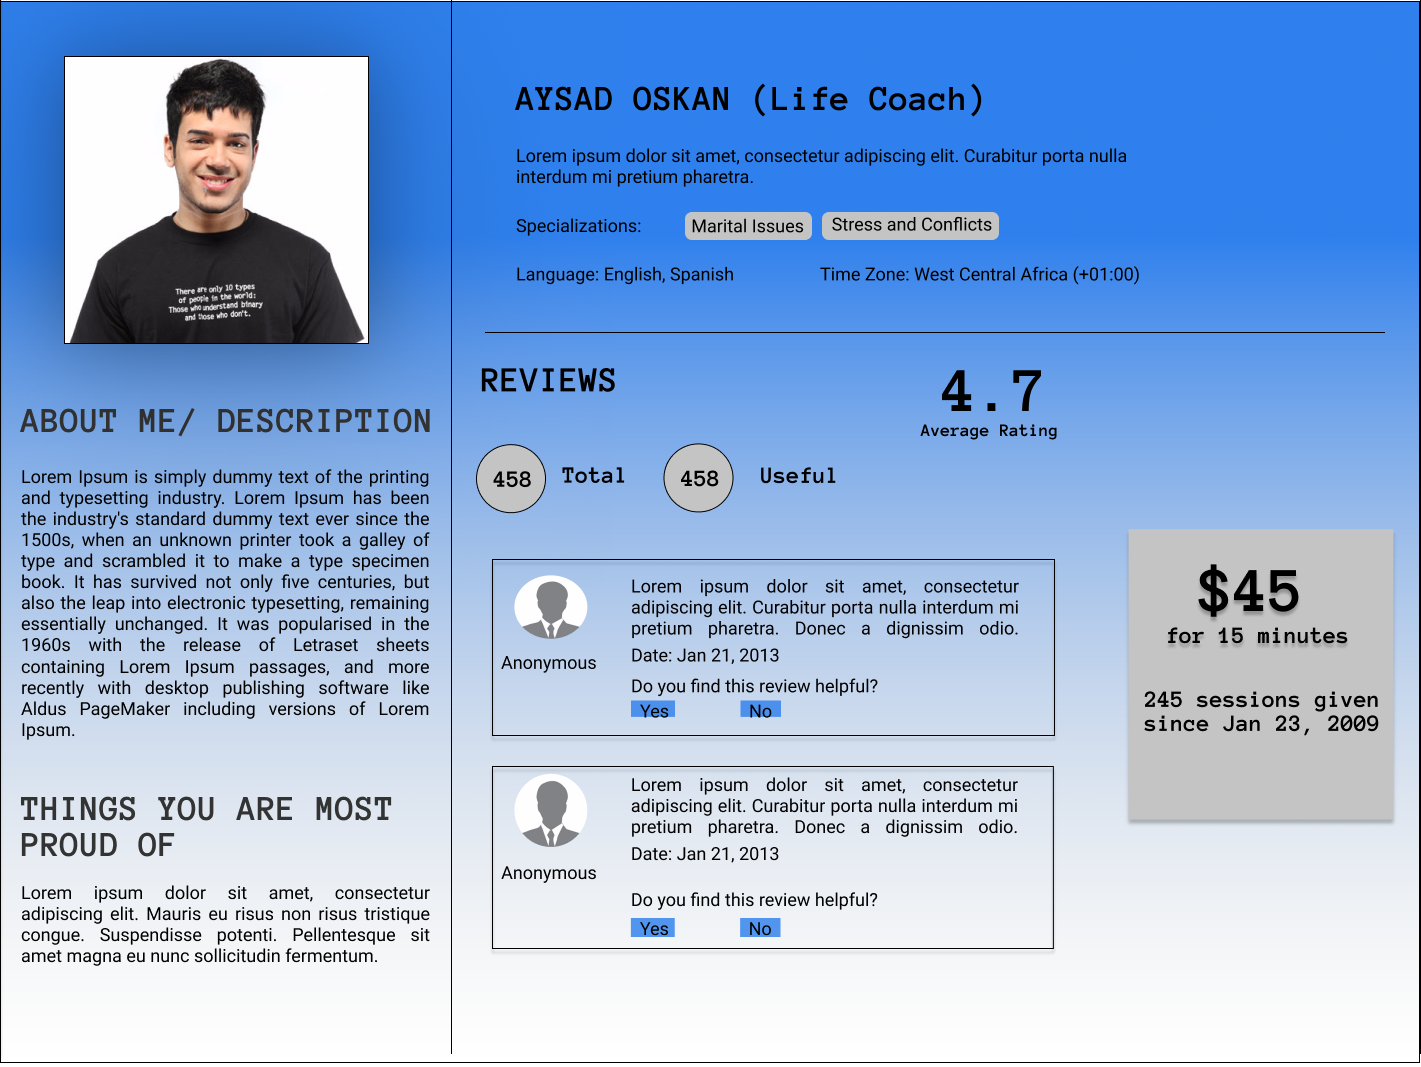 There are only 10 types
of people in the world:
Those who understand binary
and those who don't.
ABOUT ME/ DESCRIPTION
Lorem Ipsum is simply dummy text of the printing
and typesetting industry. Lorem Ipsum has been
the industry's standard dummy text ever since the
1500s, when an unknown printer took a galley of
type and scrambled it to make a type specimen
book. It has survived not only five centuries, but
also the leap into electronic typesetting, remaining
essentially unchanged. It was popularised in the
1960s with the release of Letraset sheets
containing Lorem Ipsum passages, and more
recently with desktop publishing software like
Aldus PageMaker including versions of Lorem
Ipsum.
THINGS YOU ARE MOST
PROUD OF
Lorem ipsum dolor sit amet, consectetur
adipiscing elit. Mauris eu risus non risus tristique
congue. Suspendisse potenti. Pellentesque sit
amet magna eu nunc sollicitudin fermentum.
AYSAD OSKAN (Life Coach)
Lorem ipsum dolor sit amet, consectetur adipiscing elit. Curabitur porta nulla
interdum mi pretium pharetra.
Specializations: Marital Issues Stress and Conflicts
Language: English, Spanish Time Zone: West Central Africa (+01:00)
REVIEWS
4.7
Average Rating
458 Total 458 Useful
Lorem ipsum dolor sit amet, consectetur
adipiscing elit. Curabitur porta nulla interdum mi
pretium pharetra. Donec a dignissim odio.
Anonymous
Date: Jan 21, 2013
Do you find this review helpful?
Yes No
Lorem ipsum dolor sit amet, consectetur
adipiscing elit. Curabitur porta nulla interdum mi
pretium pharetra. Donec a dignissim odio.
Date: Jan 21, 2013
Anonymous
Do you find this review helpful?
Yes No
$45
for 15 minutes
245 sessions given
since Jan 23, 2009